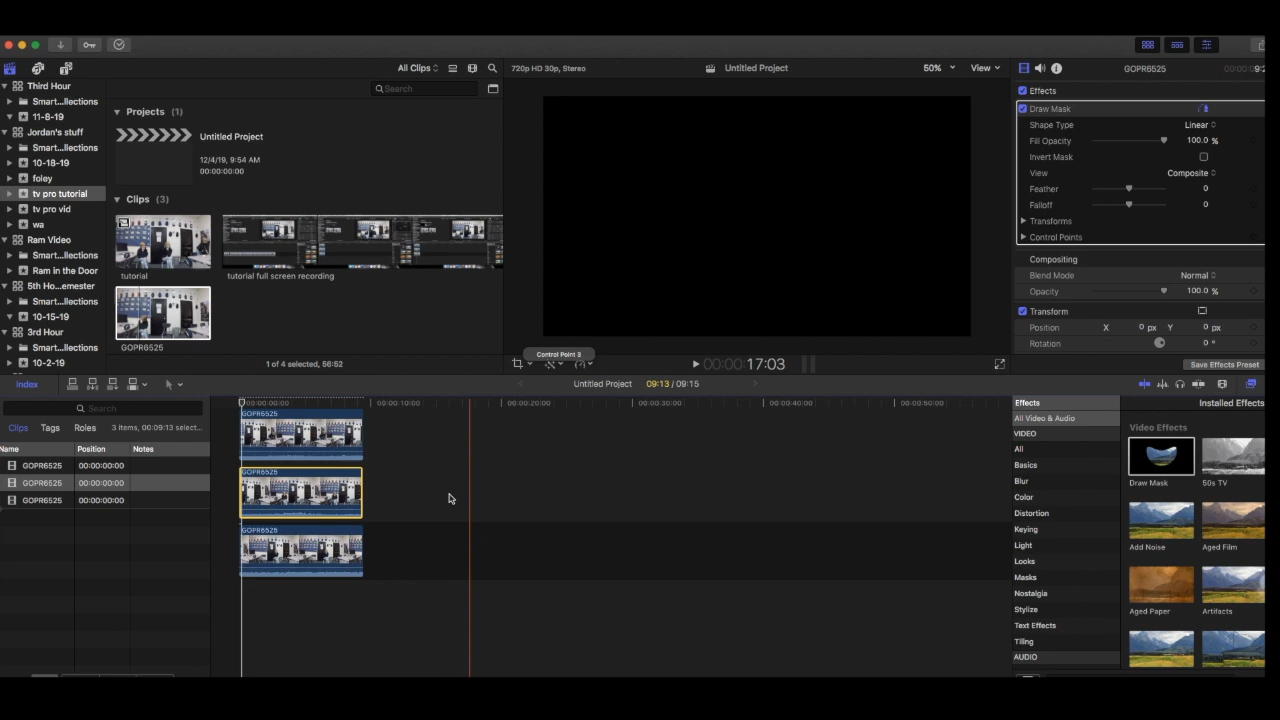 All Clips
Search
720p HD 30p, Stereo
Untitled Project
50%
View
GOPR6525
Third Hour
Smart...llections
11-8-19
Jordan's stuff
Smart...llections
10-18-19
foley
tv pro tutorial
tv pro vid
wa
Ram Video
Smart...llections
Ram in the Door
5th Ho...emester
Smart...llections
10-15-19
3rd Hour
Smart...llections
10-2-19
Projects (1)
Untitled Project
12/4/19, 9:54 AM
00:00:00:00
Clips (3)
tutorial
tutorial full screen recording
GOPR6525
1 of 4 selected, 56:52
Control Point 3
00:00:17:03
Effects
Draw Mask
Shape Type Linear
Fill Opacity 100.0 %
Invert Mask
View Composite
Feather 0
Falloff 0
Transforms
Control Points
Compositing
Blend Mode Normal
Opacity 100.0 %
Transform
Position X 0 px Y 0 px
Rotation 0 °
Save Effects Preset
Index
Untitled Project 09:13 / 09:15
Search
Clips Tags Roles 3 items, 00:09:13 select...
Name Position Notes
GOPR6525 00:00:00:00
GOPR6525 00:00:00:00
GOPR6525 00:00:00:00
00:00:00:00 00:00:10:00 00:00:20:00 00:00:30:00 00:00:40:00 00:00:50:00
GOPR6525
GOPR6525
GOPR6525
Effects
All Video & Audio
VIDEO
All
Basics
Blur
Color
Distortion
Keying
Light
Looks
Masks
Nostalgia
Stylize
Text Effects
Tiling
AUDIO
Installed Effects
Video Effects
Draw Mask 50s TV
Add Noise Aged Film
Aged Paper Artifacts